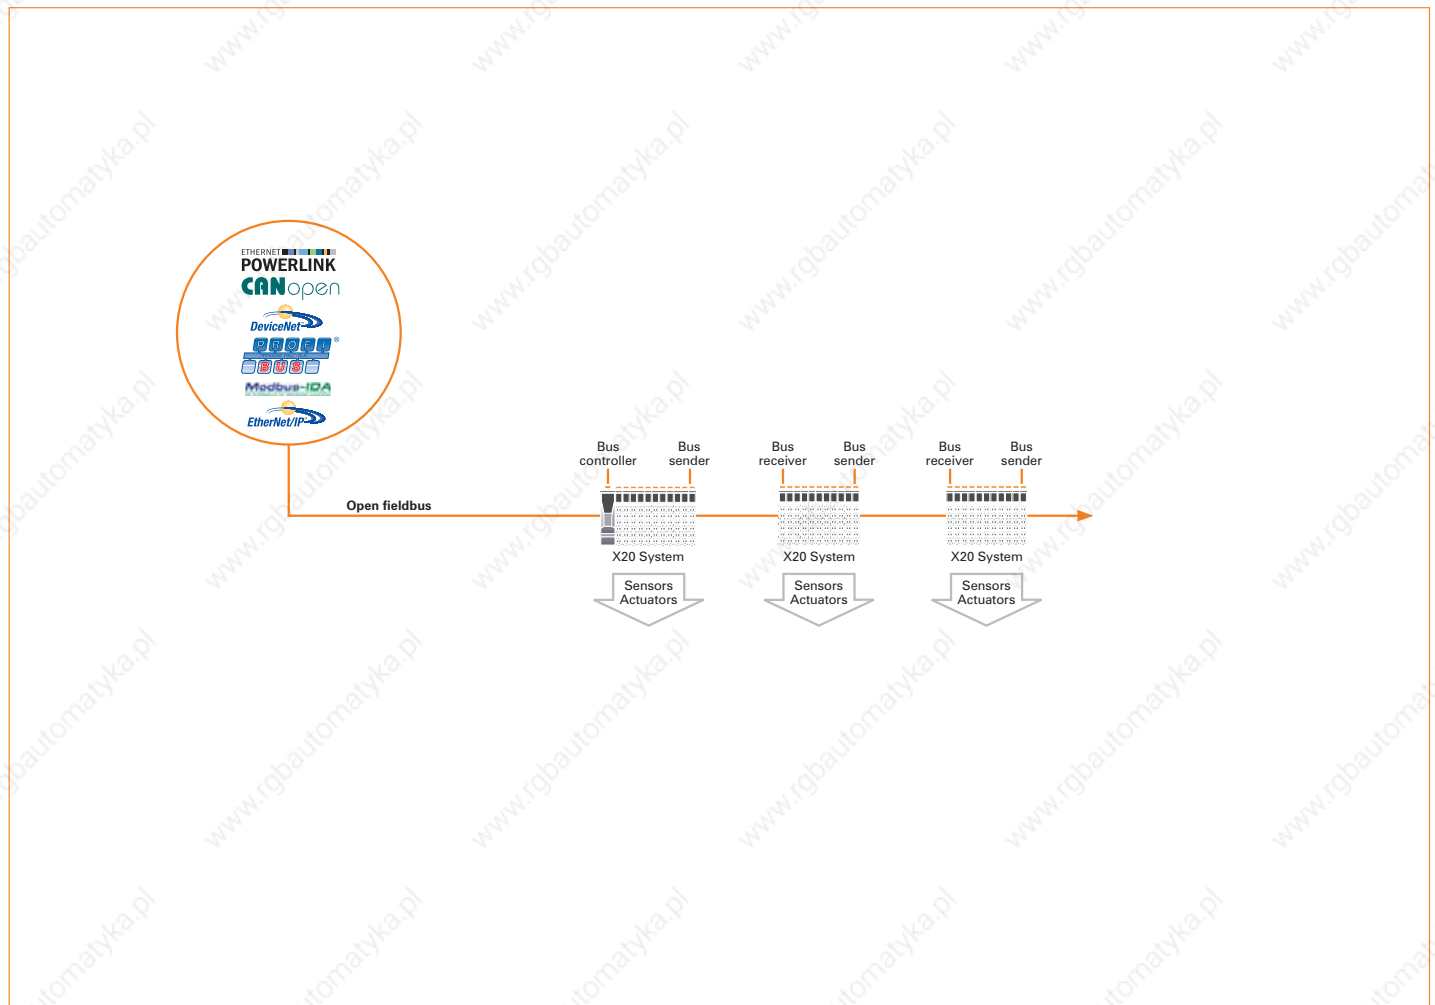 ETHERNET
POWERLINK
CANopen
DeviceNet
PROFI®
BUS
Modbus-IDA
EtherNet/IP
Open fieldbus
Bus
controller
Bus
sender
Bus
receiver
Bus
sender
Bus
receiver
Bus
sender
X20 System
X20 System
X20 System
Sensors
Actuators
Sensors
Actuators
Sensors
Actuators
www.rgbautomatyka.pl